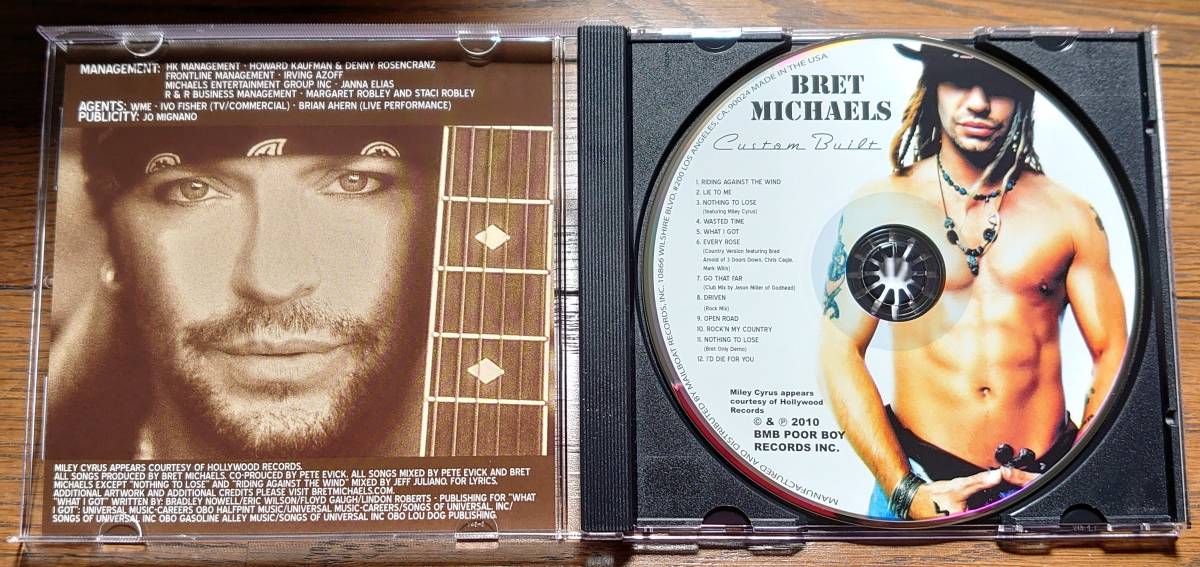 MANAGEMENT: HK MANAGEMENT · HOWARD KAUFMAN & DENNY ROSENCRANZ
FRONTLINE MANAGEMENT · IRVING AZOFF
MICHAELS ENTERTAINMENT GROUP INC · JANNA ELIAS
R & R BUSINESS MANAGEMENT · MARGARET ROBLEY AND STACI ROBLEY
AGENTS: WME · IVO FISHER (TV/COMMERCIAL) · BRIAN AHERN (LIVE PERFORMANCE)
PUBLICITY: JO MIGNANO
MILEY CYRUS APPEARS COURTESY OF HOLLYWOOD RECORDS.
ALL SONGS PRODUCED BY BRET MICHAELS. CO-PROUCED BY PETE EVICK. ALL SONGS MIXED BY PETE EVICK AND BRET
MICHAELS EXCEPT "NOTHING TO LOSE" AND "RIDING AGAINST THE WIND" MIXED BY JEFF JULIANO. FOR LYRICS.
ADDITIONAL ARTWORK AND ADDITIONAL CREDITS PLEASE VISIT BRETMICHAELS.COM.
"WHAT I GOT" WRITTEN BY: BRADLEY NOWELL/ERIC WILSON/FLOYD GAUGH/LINDON ROBERTS - PUBLISHING FOR "WHAT
I GOT": UNIVERSAL MUSIC-CAREERS OBO HALFPINT MUSIC/UNIVERSAL MUSIC-CAREERS/SONGS OF UNIVERSAL. INC/
SONGS OF UNIVERSAL INC OBO GASOLINE ALLEY MUSIC/SONGS OF UNIVERSAL INC OBO LOU DOG PUBLISHING.
BRET
MICHAELS
Custom Built
1. RIDING AGAINST THE WIND
2. LIE TO ME
3. NOTHING TO LOSE
(featuring Miley Cyrus)
4. WASTED TIME
5. WHAT I GOT
6. EVERY ROSE
(Country Version featuring Brad
Arnold of 3 Doors Down, Chris Cagle,
Mark Wills)
7. GO THAT FAR
(Club Mix by Jason Miller of Godhead)
8. DRIVEN
(Rock Mix)
9. OPEN ROAD
10. ROCK'N MY COUNTRY
11. NOTHING TO LOSE
(Bret Only Demo)
12. I'D DIE FOR YOU
Miley Cyrus appears
courtesy of Hollywood
Records
© & ℗ 2010
BMB POOR BOY
RECORDS INC.
MANUFACTURED AND DISTRIBUTED BY MAILBOAT RECORDS, INC. 10866 WILSHIRE BLVD, #200 LOS ANGELES, CA. 90024 MADE IN THE USA